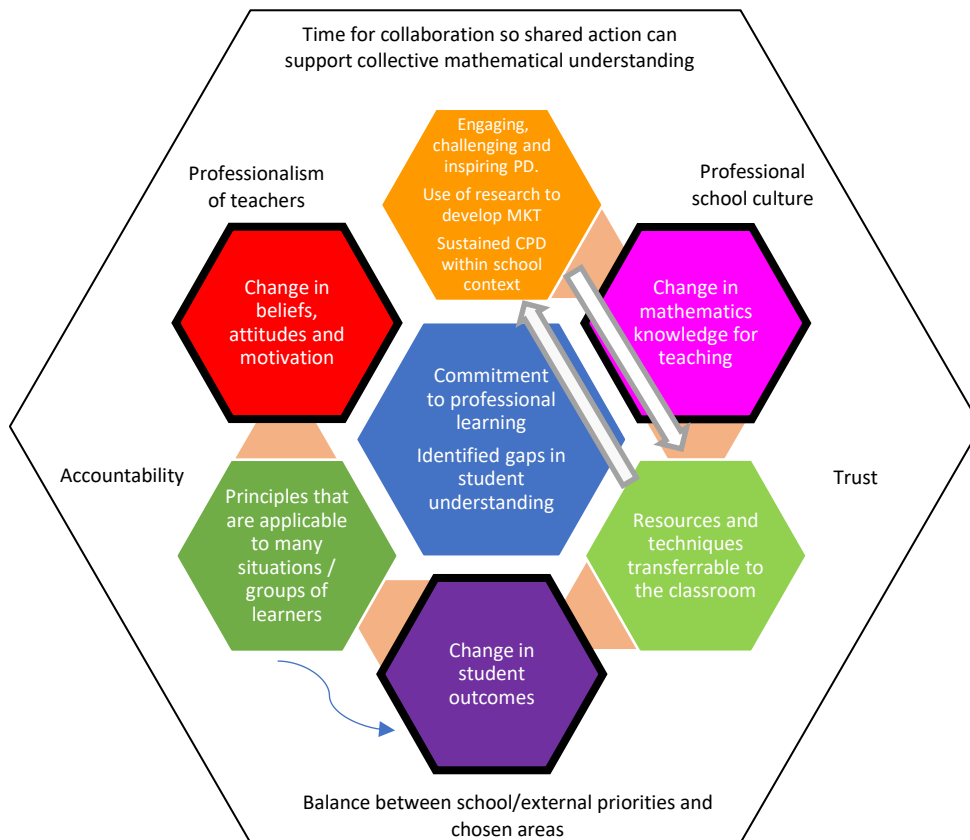 Time for collaboration so shared action can
support collective mathematical understanding
Engaging,
challenging and
inspiring PD.
Use of research to
develop MKT
Sustained CPD
within school
context
Professionalism
of teachers
Professional
school culture
Change in
beliefs,
attitudes and
motivation
Change in
mathematics
knowledge for
teaching
Commitment
to professional
learning
Identified gaps in
student
understanding
Accountability
Trust
Principles that
are applicable
to many
situations /
groups of
learners
Resources and
techniques
transferrable to
the classroom
Change in
student
outcomes
Balance between school/external priorities and
chosen areas